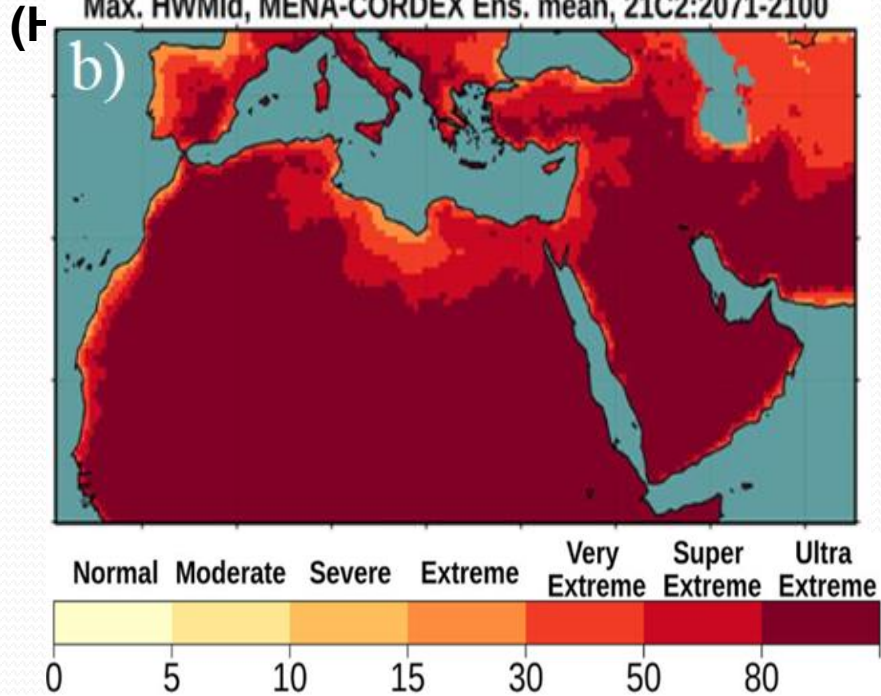 Max. HWMId, MENA-CORDEX Ens. mean, 21C2:2071-2100
b)
Normal Moderate Severe Extreme Very Extreme Super Extreme Ultra Extreme
0 5 10 15 30 50 80